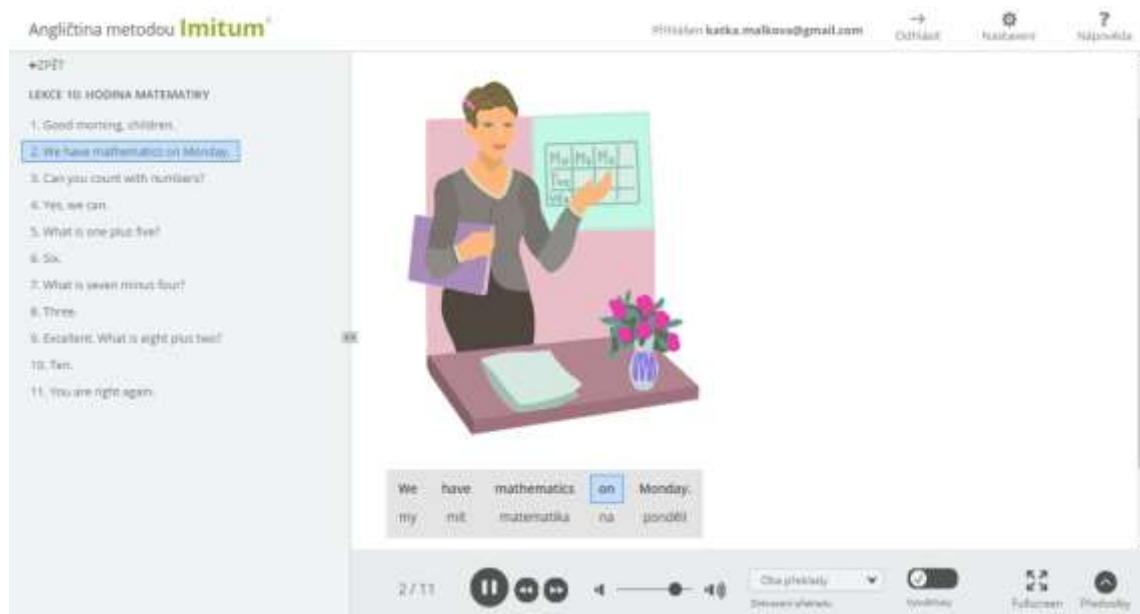 Angličtina metodou Imitum®
Přihlášen katka.malkova@gmail.com
Odhlásit
Nastavení
Nápověda
ZPĚT
LEKCE 10: HODINA MATEMATIKY
1. Good morning, children.
2. We have mathematics on Monday.
3. Can you count with numbers?
4. Yes, we can.
5. What is one plus five?
6. Six.
7. What is seven minus four?
8. Three.
9. Excellent. What is eight plus two?
10. Ten.
11. You are right again.
We have mathematics on Monday.
my mít matematika na pondělí
2 / 11
Oba překlady
Zobrazení překladu
Vysvětlivky
Fullscreen
Předvolby